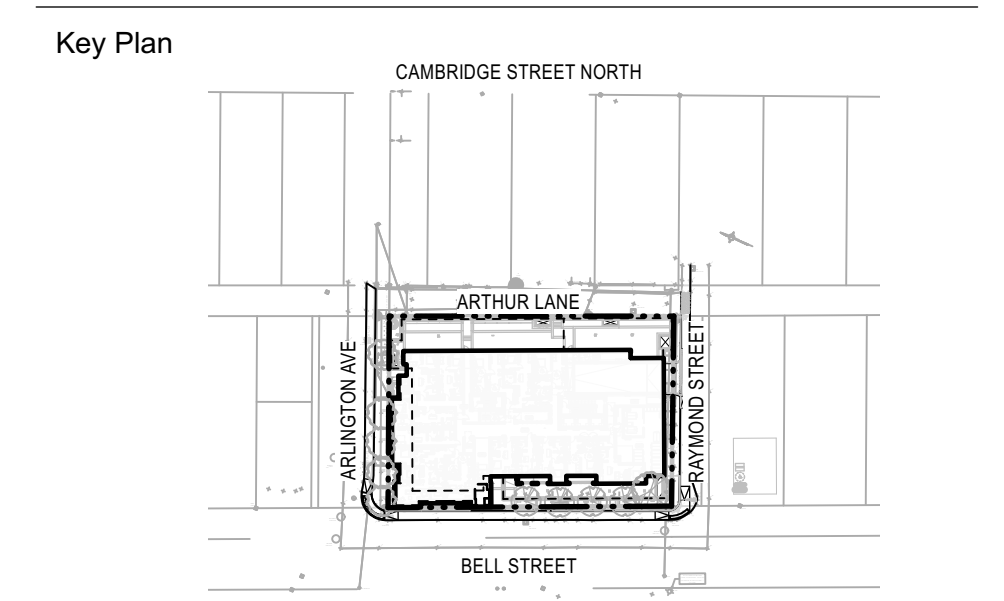 Key Plan
CAMBRIDGE STREET NORTH
ARTHUR LANE
ARLINGTON AVE
RAYMOND STREET
BELL STREET